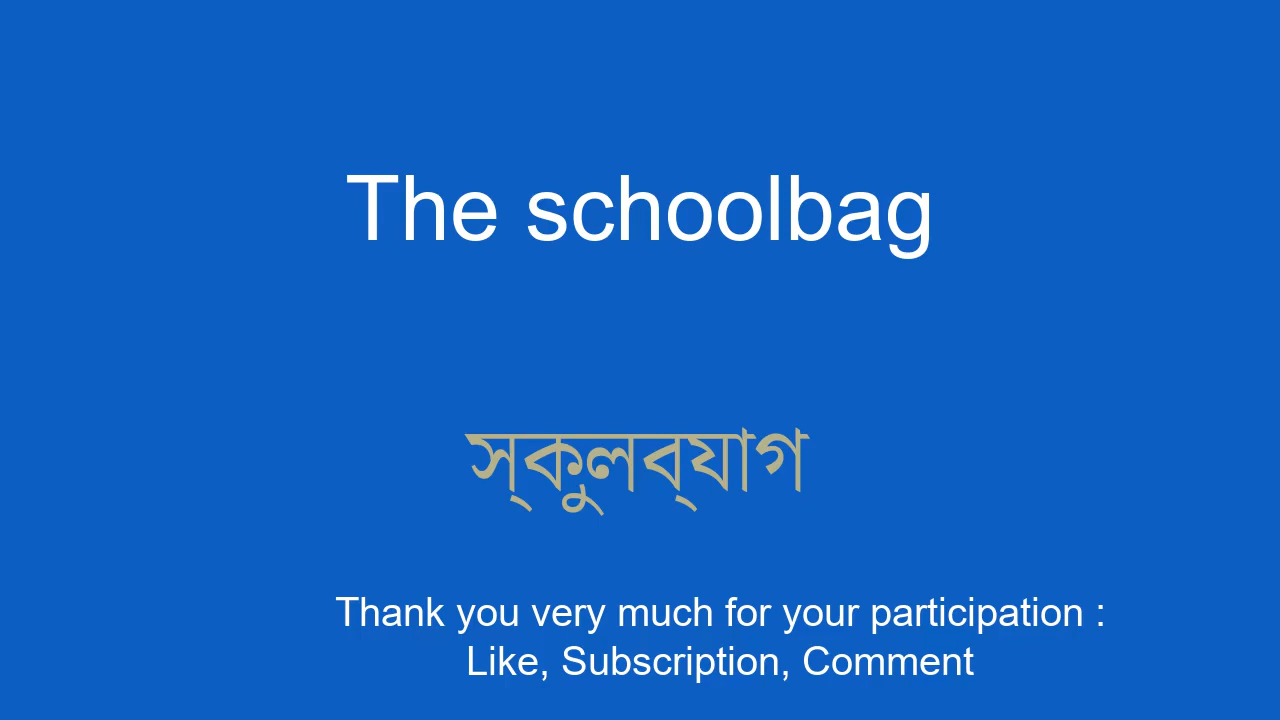 The schoolbag
স্কুলব্যাগ
Thank you very much for your participation :
Like, Subscription, Comment